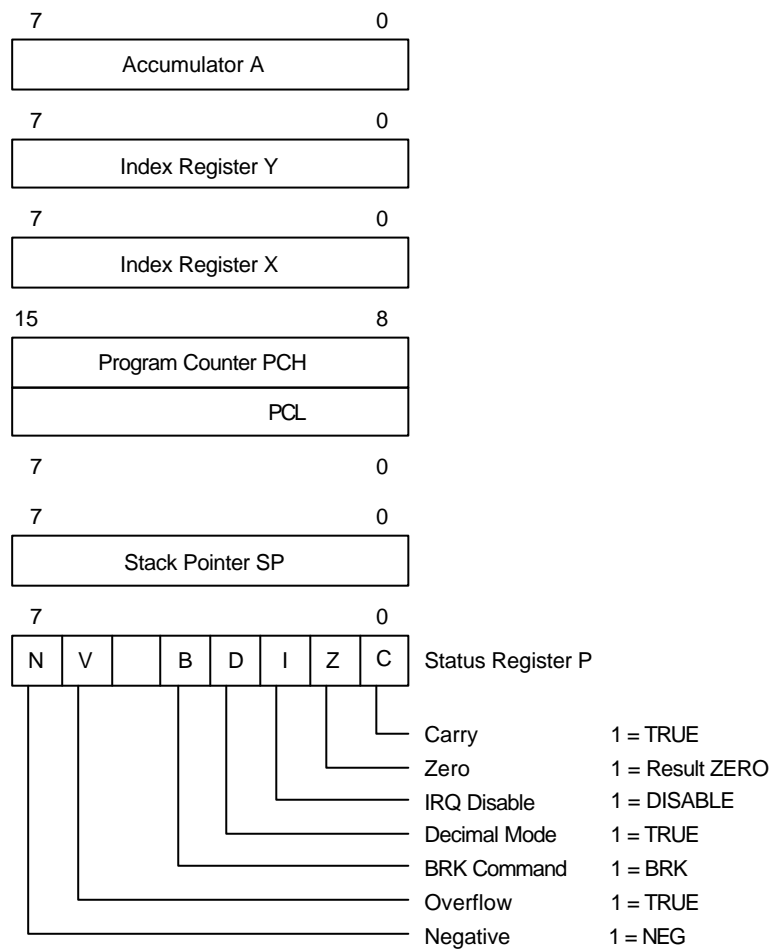 7 0
Accumulator A
7 0
Index Register Y
7 0
Index Register X
15 8
Program Counter PCH
PCL
7 0
7 0
Stack Pointer SP
7 0
N V B D I Z C Status Register P
Carry 1 = TRUE
Zero 1 = Result ZERO
IRQ Disable 1 = DISABLE
Decimal Mode 1 = TRUE
BRK Command 1 = BRK
Overflow 1 = TRUE
Negative 1 = NEG